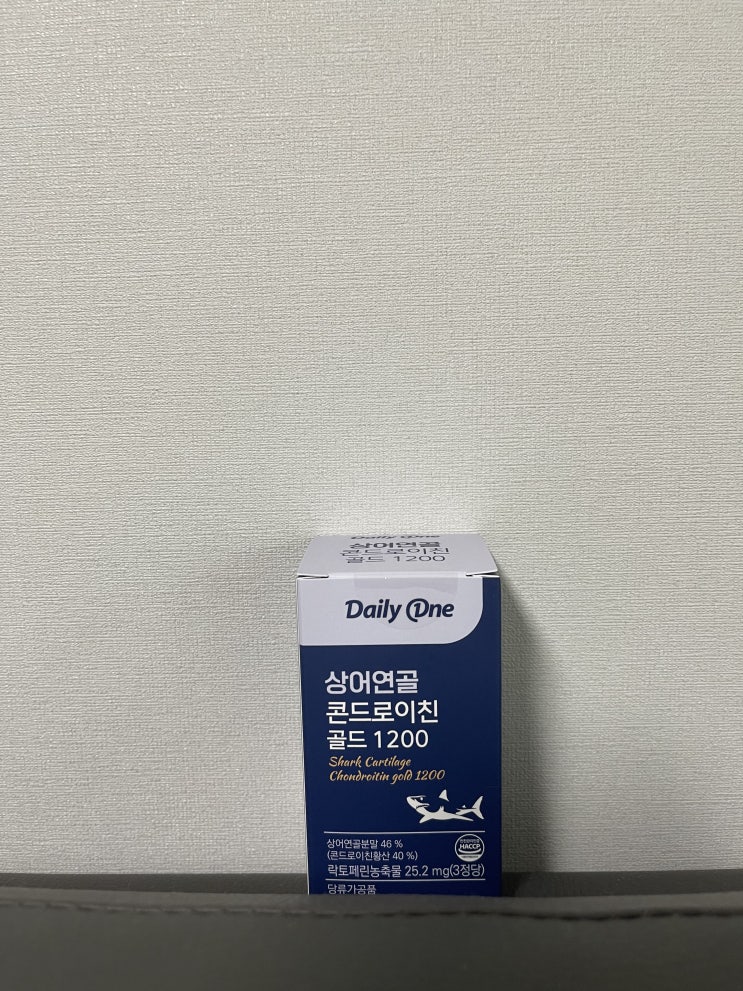 Daily One
상어연골
콘드로이친
골드 1200
Daily One
상어연골
콘드로이친
골드 1200
Shark Cartilage
Chondroitin gold 1200
상어연골분말 46 %
(콘드로이친황산 40 %)
HACCP
락토페린농축물 25.2 mg(3정당)
당류가공품